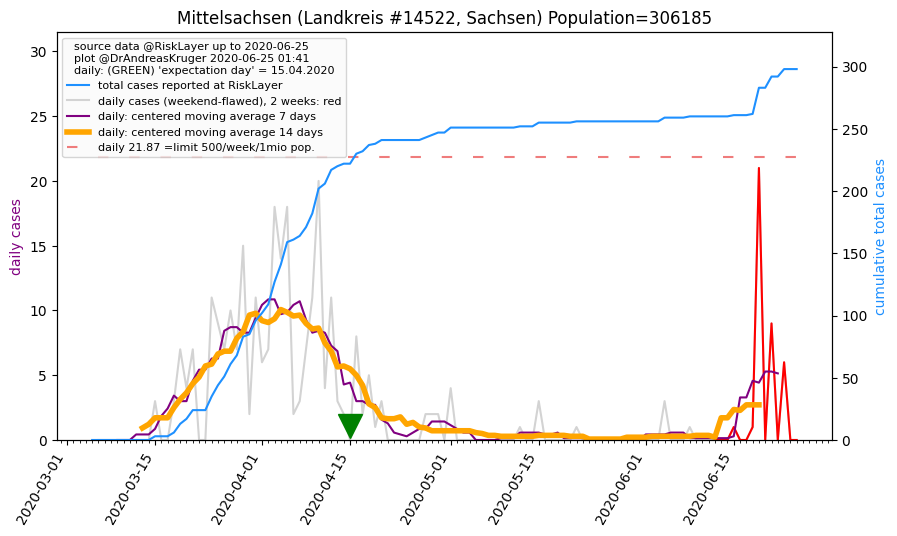 Mittelsachsen (Landkreis #14522, Sachsen) Population=306185
source data @RiskLayer up to 2020-06-25
plot @DrAndreasKruger 2020-06-25 01:41
daily: (GREEN) 'expectation day' = 15.04.2020
total cases reported at RiskLayer
daily cases (weekend-flawed), 2 weeks: red
daily: centered moving average 7 days
daily: centered moving average 14 days
daily 21.87 =limit 500/week/1mio pop.
daily cases
30
25
20
15
10
5
0
cumulative total cases
300
250
200
150
100
50
0
2020-03-01
2020-03-15
2020-04-01
2020-04-15
2020-05-01
2020-05-15
2020-06-01
2020-06-15